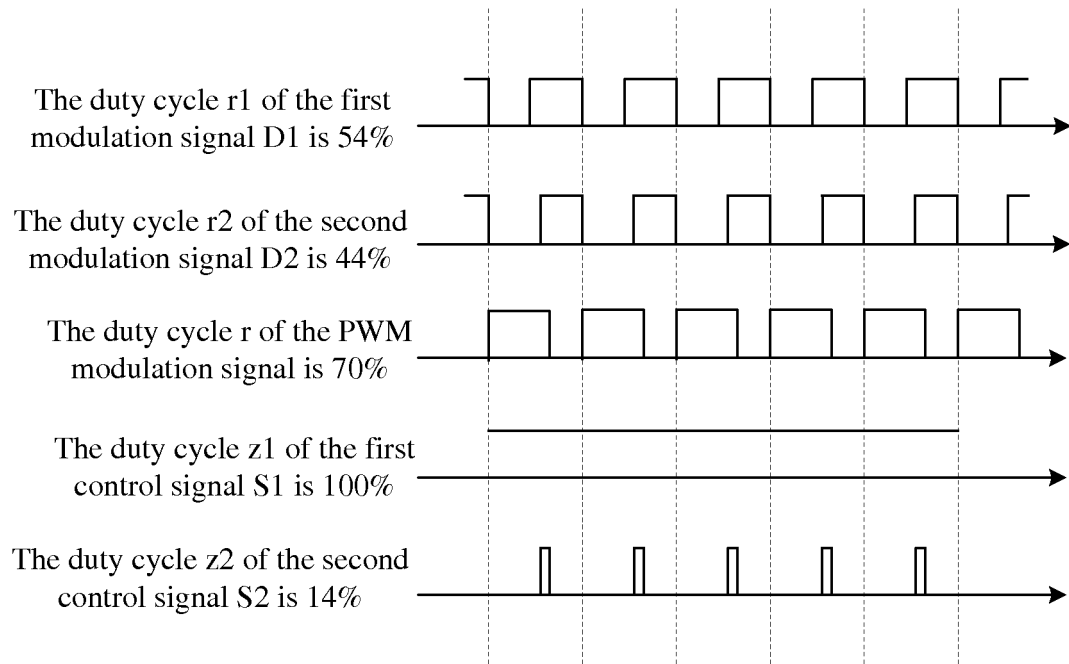 The duty cycle r1 of the first
modulation signal D1 is 54%
The duty cycle r2 of the second
modulation signal D2 is 44%
The duty cycle r of the PWM
modulation signal is 70%
The duty cycle z1 of the first
control signal S1 is 100%
The duty cycle z2 of the second
control signal S2 is 14%